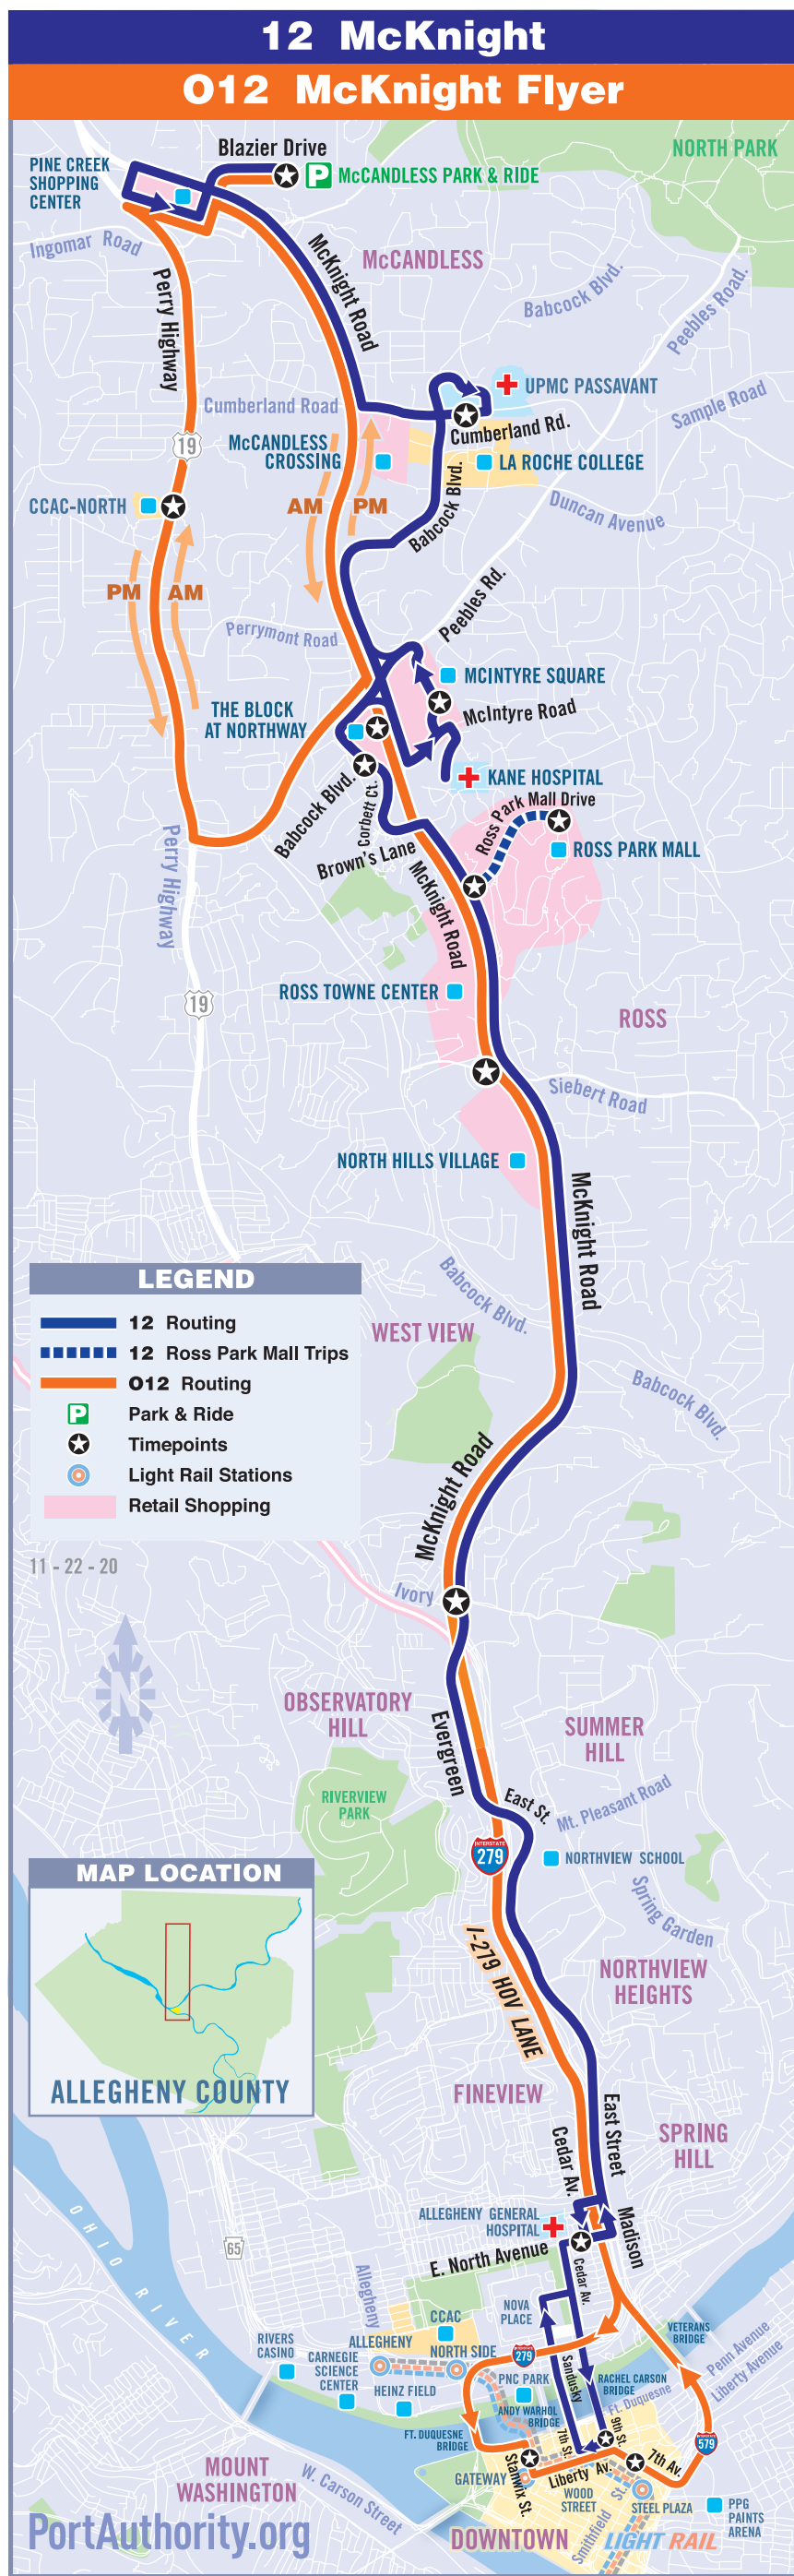 12 McKnight
O12 McKnight Flyer
Blazier Drive
NORTH PARK
PINE CREEK
SHOPPING
CENTER
P McCANDLESS PARK & RIDE
Ingomar Road
McKnight Road
McCANDLESS
Perry Highway
Babcock Blvd.
Peebles Road.
UPMC PASSAVANT
Cumberland Road
Sample Road
Cumberland Rd.
19
McCANDLESS
CROSSING
LA ROCHE COLLEGE
CCAC-NORTH
AM
PM
Babcock Blvd.
Duncan Avenue
PM
AM
Peebles Rd.
Perrymont Road
MCINTYRE SQUARE
THE BLOCK
AT NORTHWAY
McIntyre Road
KANE HOSPITAL
Babcock Blvd.
Corbett Ct.
Ross Park Mall Drive
Perry Highway
Brown's Lane
ROSS PARK MALL
McKnight Road
ROSS TOWNE CENTER
19
ROSS
Siebert Road
NORTH HILLS VILLAGE
McKnight Road
LEGEND
12 Routing
12 Ross Park Mall Trips
O12 Routing
P Park & Ride
Timepoints
Light Rail Stations
Retail Shopping
Babcock Blvd.
WEST VIEW
Babcock Blvd.
McKnight Road
11 - 22 - 20
Ivory
N
OBSERVATORY
HILL
Evergreen
SUMMER
HILL
RIVERVIEW
PARK
East St.
Mt. Pleasant Road
INTERSTATE
279
NORTHVIEW SCHOOL
MAP LOCATION
Spring Garden
I-279 HOV LANE
NORTHVIEW
HEIGHTS
ALLEGHENY COUNTY
FINEVIEW
East Street
SPRING
HILL
Cedar Av.
OHIO RIVER
ALLEGHENY GENERAL
HOSPITAL
Madison
65
E. North Avenue
Cedar Av.
Allegheny
NOVA
PLACE
CCAC
VETERANS
BRIDGE
RIVERS
CASINO
ALLEGHENY
NORTH SIDE
279
Penn Avenue
Liberty Avenue
CARNEGIE
SCIENCE
CENTER
HEINZ FIELD
PNC PARK
Sandusky
RACHEL CARSON
BRIDGE
ANDY WARHOL
BRIDGE
Ft. Duquesne
FT. DUQUESNE
BRIDGE
7th St.
9th St.
579
7th Av.
GATEWAY
Stanwix St.
Liberty Av.
WOOD
STREET
Smithfield St.
STEEL PLAZA
PPG
PAINTS
ARENA
MOUNT
WASHINGTON
W. Carson Street
PortAuthority.org
DOWNTOWN
LIGHT RAIL